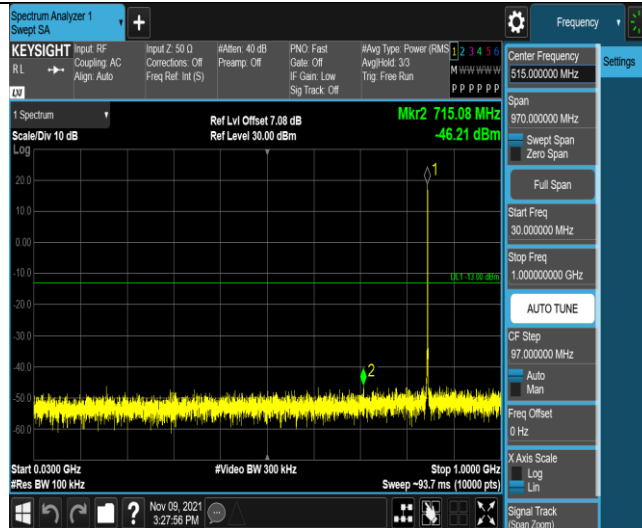 Spectrum Analyzer 1
Swept SA
Frequency
KEYSIGHT
RL
LXI
Input: RF
Coupling: AC
Align: Auto
Input Z: 50 Ω
Corrections: Off
Freq Ref: Int (S)
#Atten: 40 dB
Preamp: Off
PNO: Fast
Gate: Off
IF Gain: Low
Sig Track: Off
#Avg Type: Power (RMS
Avg|Hold: 3/3
Trig: Free Run
1 2 3 4 5 6
M W W W W W
P P P P P P
1 Spectrum
Scale/Div 10 dB
Log
Ref Lvl Offset 7.08 dB
Ref Level 30.00 dBm
Mkr2 715.08 MHz
-46.21 dBm
20.0
10.0
0.00
-10.0
-20.0
-30.0
-40.0
-50.0
-60.0
1
DL1 -13.00 dBm
2
Start 0.0300 GHz
#Res BW 100 kHz
#Video BW 300 kHz
Stop 1.0000 GHz
Sweep ~93.7 ms (10000 pts)
Nov 09, 2021
3:27:56 PM
Center Frequency
515.000000 MHz
Span
970.000000 MHz
Swept Span
Zero Span
Full Span
Start Freq
30.000000 MHz
Stop Freq
1.000000000 GHz
AUTO TUNE
CF Step
97.000000 MHz
Auto
Man
Freq Offset
0 Hz
X Axis Scale
Log
Lin
Signal Track
(Span Zoom)
Settings